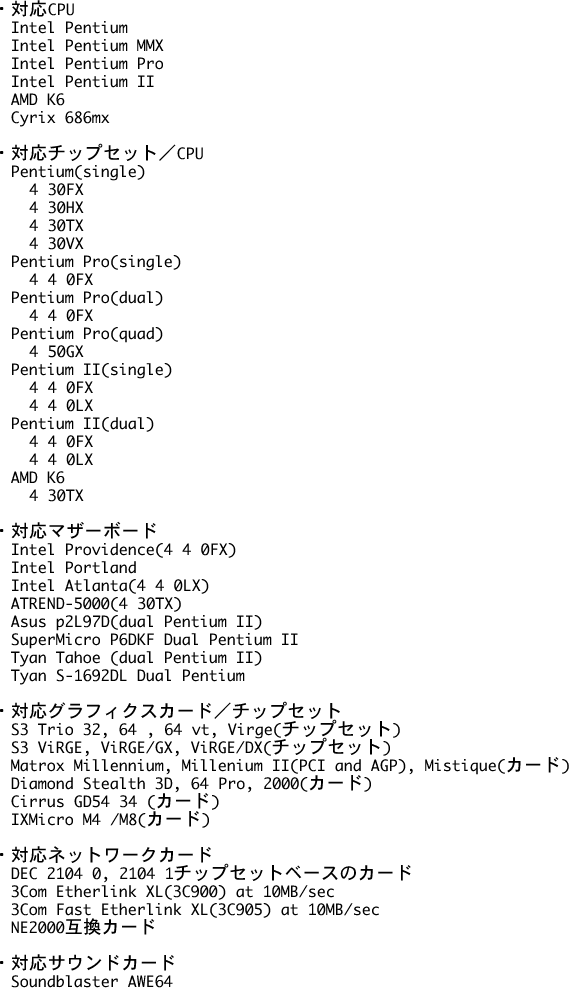 ・対応CPU
Intel Pentium
Intel Pentium MMX
Intel Pentium Pro
Intel Pentium II
AMD K6
Cyrix 686mx
・対応チップセット／CPU
Pentium(single)
4 30FX
4 30HX
4 30TX
4 30VX
Pentium Pro(single)
4 4 0FX
Pentium Pro(dual)
4 4 0FX
Pentium Pro(quad)
4 50GX
Pentium II(single)
4 4 0FX
4 4 0LX
Pentium II(dual)
4 4 0FX
4 4 0LX
AMD K6
4 30TX
・対応マザーボード
Intel Providence(4 4 0FX)
Intel Portland
Intel Atlanta(4 4 0LX)
ATREND-5000(4 30TX)
Asus p2L97D(dual Pentium II)
SuperMicro P6DKF Dual Pentium II
Tyan Tahoe (dual Pentium II)
Tyan S-1692DL Dual Pentium
・対応グラフィクスカード／チップセット
S3 Trio 32, 64 , 64 vt, Virge(チップセット)
S3 ViRGE, ViRGE/GX, ViRGE/DX(チップセット)
Matrox Millennium, Millenium II(PCI and AGP), Mistique(カード)
Diamond Stealth 3D, 64 Pro, 2000(カード)
Cirrus GD54 34 (カード)
IXMicro M4 /M8(カード)
・対応ネットワークカード
DEC 2104 0, 2104 1チップセットベースのカード
3Com Etherlink XL(3C900) at 10MB/sec
3Com Fast Etherlink XL(3C905) at 10MB/sec
NE2000互換カード
・対応サウンドカード
Soundblaster AWE64